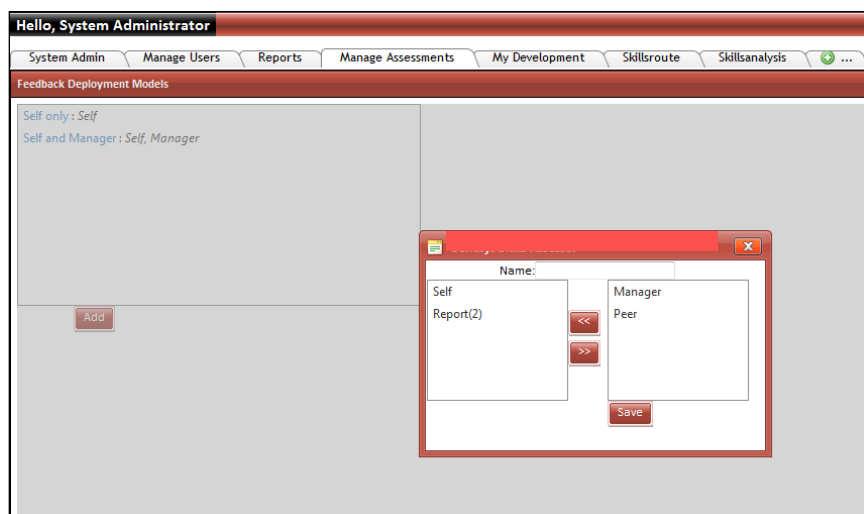 Hello, System Administrator
System Admin Manage Users Reports Manage Assessments My Development Skillsroute Skillsanalysis ...
Feedback Deployment Models
Self only : Self
Self and Manager : Self, Manager
Add
Name:
Self
Report(2)
<<
>>
Manager
Peer
Save